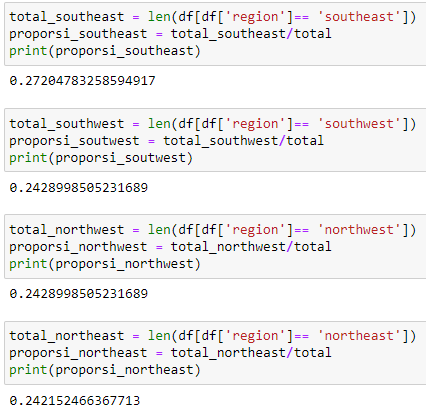 total_southeast = len(df[df['region']== 'southeast'])
proporsi_southeast = total_southeast/total
print(proporsi_southeast)
0.27204783258594917
total_southwest = len(df[df['region']== 'southwest'])
proporsi_soutwest = total_southwest/total
print(proporsi_soutwest)
0.2428998505231689
total_northwest = len(df[df['region']== 'northwest'])
proporsi_northwest = total_northwest/total
print(proporsi_northwest)
0.2428998505231689
total_northeast = len(df[df['region']== 'northeast'])
proporsi_northeast = total_northeast/total
print(proporsi_northeast)
0.242152466367713